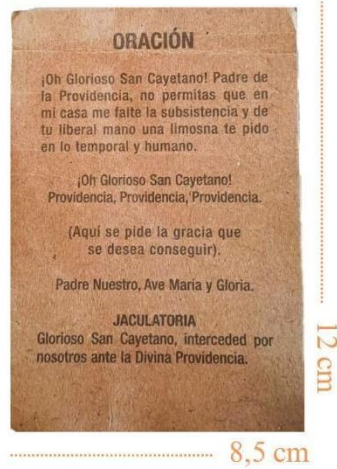 ORACIÓN
¡Oh Glorioso San Cayetano! Padre de
la Providencia, no permitas que en
mi casa me falte la subsistencia y de
tu liberal mano una limosna te pido
en lo temporal y humano.
¡Oh Glorioso San Cayetano!
Providencia, Providencia, Providencia.
(Aquí se pide la gracia que
se desea conseguir).
Padre Nuestro, Ave María y Gloria.
JACULATORIA
Glorioso San Cayetano, interceded por
nosotros ante la Divina Providencia.
12 cm
8,5 cm